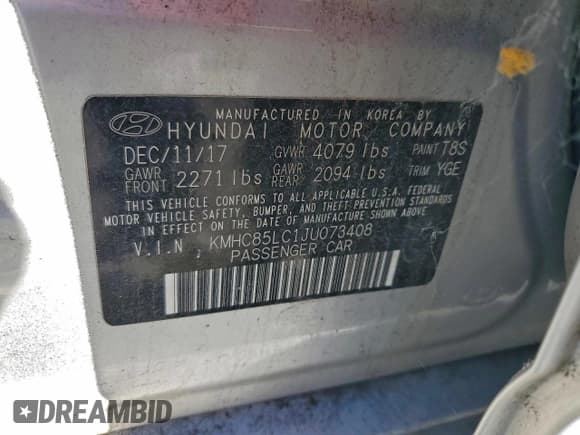 MANUFACTURED IN KOREA BY
HYUNDAI MOTOR COMPANY
DEC/11/17 GVWR 4079 lbs PAINT T8S
GAWR FRONT 2271 lbs GAWR REAR 2094 lbs TRIM YGE
THIS VEHICLE CONFORMS TO ALL APPLICABLE U.S.A. FEDERAL
MOTOR VEHICLE SAFETY, BUMPER, AND THEFT PREVENTION STANDARDS
IN EFFECT ON THE DATE OF MANUFACTURE SHOWN ABOVE.
V.I.N , KMHC85LC1JU073408
PASSENGER CAR
DREAMBID